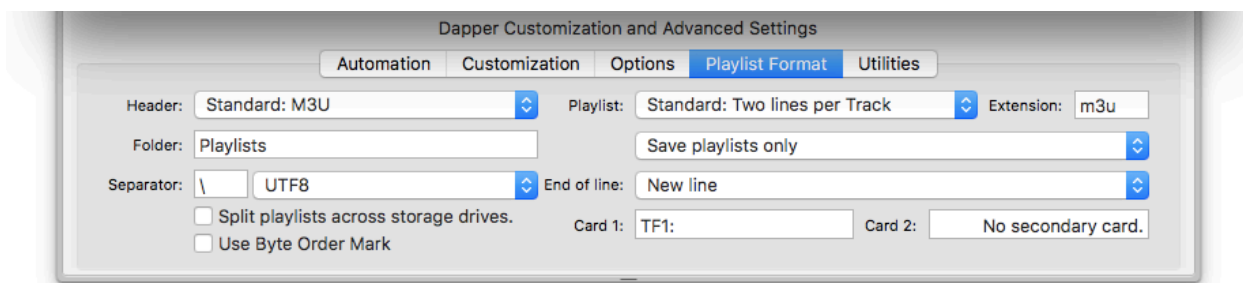 Dapper Customization and Advanced Settings
Automation Customization Options Playlist Format Utilities
Header: Standard: M3U Playlist: Standard: Two lines per Track Extension: m3u
Folder: Playlists Save playlists only
Separator: \ UTF8 End of line: New line
Split playlists across storage drives.
Card 1: TF1: Card 2: No secondary card.
Use Byte Order Mark